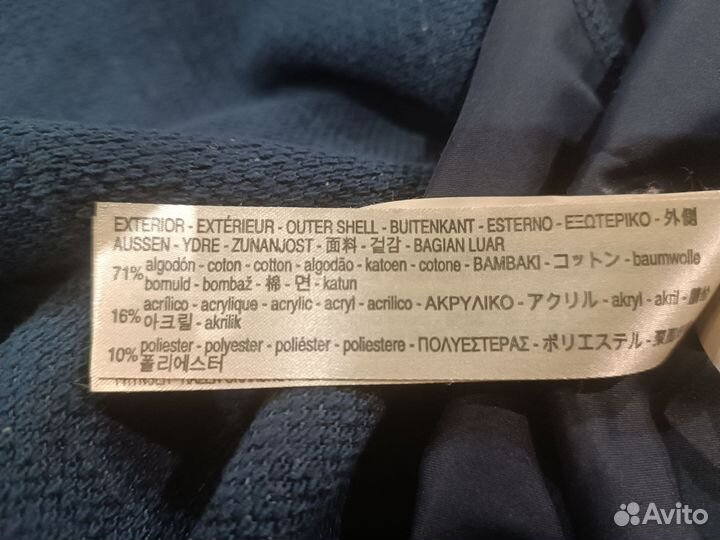 EXTERIOR - EXTÉRIEUR - OUTER SHELL - BUITENKANT - ESTERNO - ΕΞΩΤΕΡΙΚΟ - 外側
AUSSEN - YDRE - ZUNANJOST - 面料 - 겉감 - BAGIAN LUAR
71% algodón - coton - cotton - algodão - katoen - cotone - BAMBAKI - コットン - baumwolle
bomuld - bombaž - 棉 - 면 - katun
16% acrílico - acrylique - acrylic - acryl - acrilico - ΑΚΡΥΛΙΚΟ - アクリル - akryl - akril -
아크릴 - akrilik
10% poliester - polyester - poliéster - poliestere - ΠΟΛΥΕΣΤΕΡΑΣ - ポリエステル -
폴리에스터
Avito